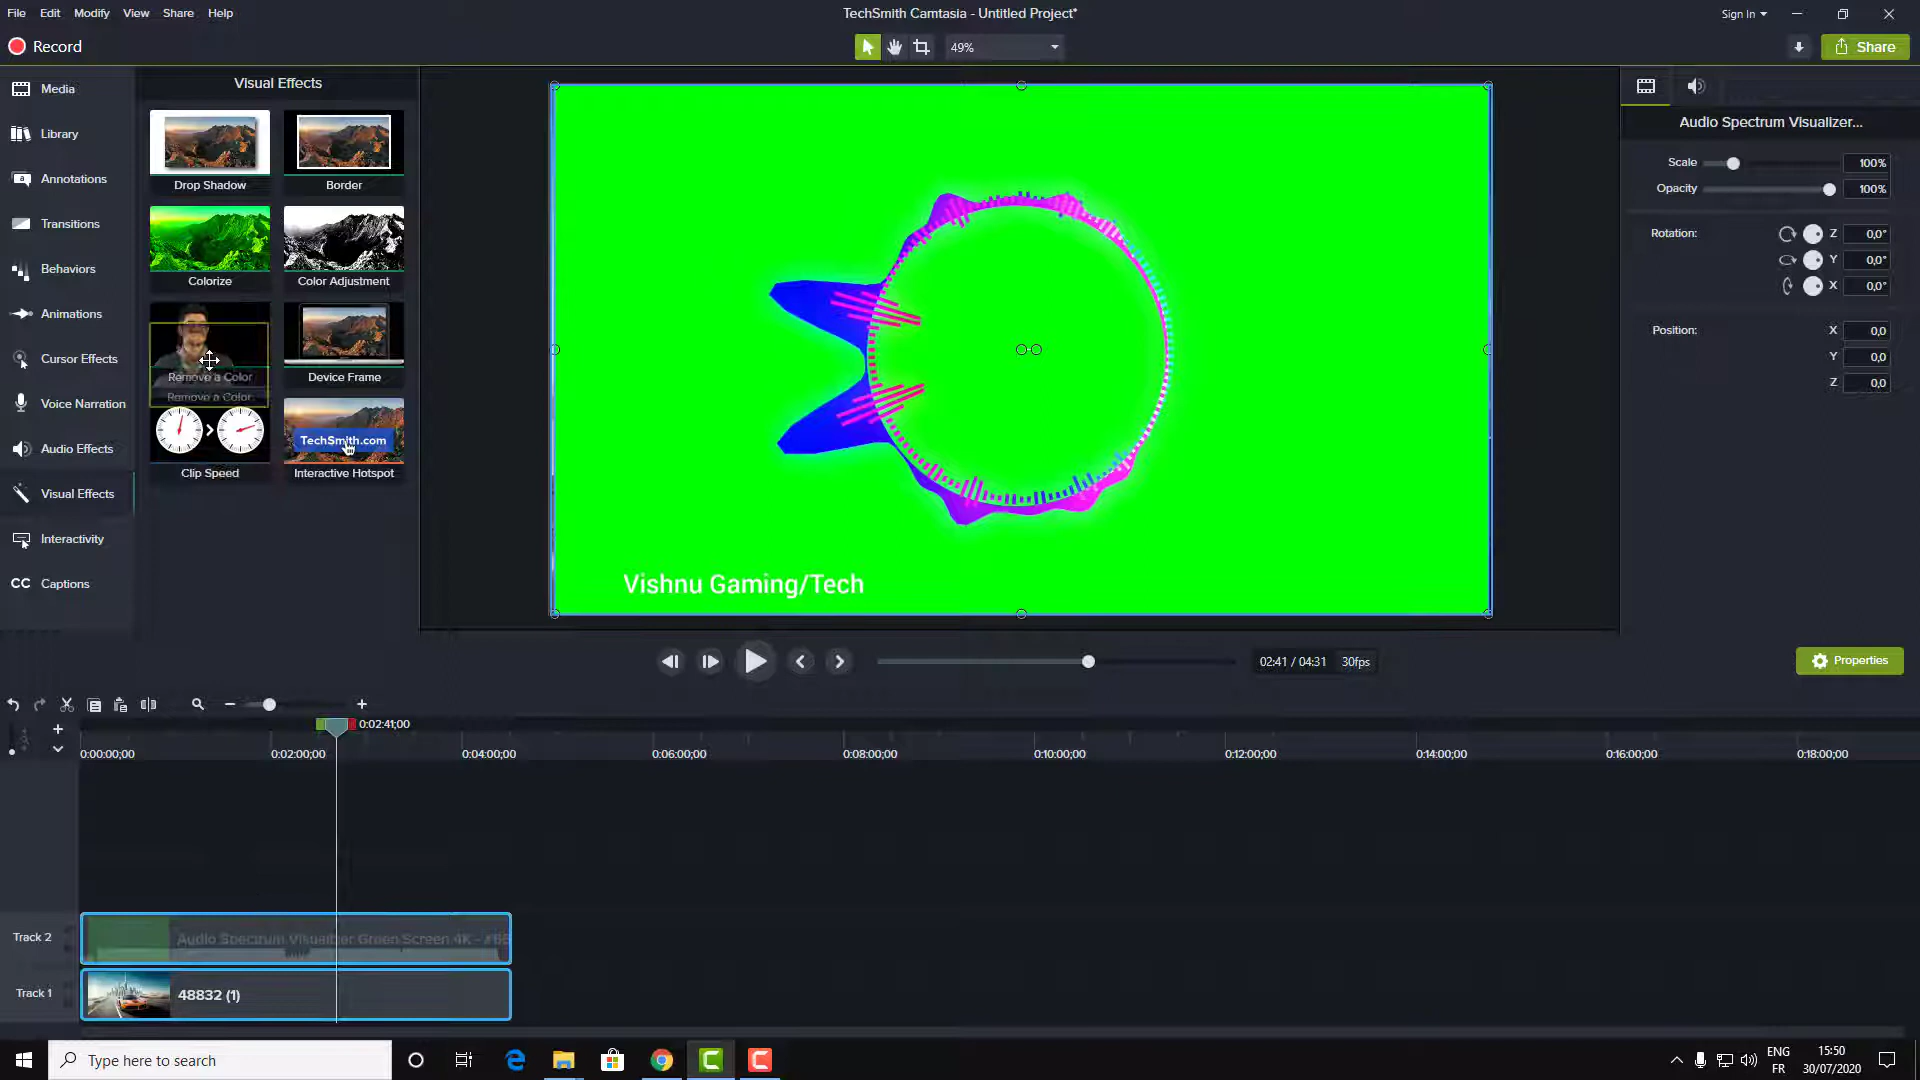 File Edit Modify View Share Help
TechSmith Camtasia - Untitled Project*
Sign In
Record
49%
Share
Media
Library
Annotations
Transitions
Behaviors
Animations
Cursor Effects
Voice Narration
Audio Effects
Visual Effects
Interactivity
CC Captions
Visual Effects
Drop Shadow Border
Colorize Color Adjustment
Remove a Color Device Frame
Remove a Color
TechSmith.com
Clip Speed Interactive Hotspot
Vishnu Gaming/Tech
Audio Spectrum Visualizer...
Scale 100%
Opacity 100%
Rotation: Z 0,0°
Y 0,0°
X 0,0°
Position: X 0,0
Y 0,0
Z 0,0
02:41 / 04:31 30fps
Properties
0:02:41;00
0:00:00;00 0:02:00;00 0:04:00;00 0:06:00;00 0:08:00;00 0:10:00;00 0:12:00;00 0:14:00;00 0:16:00;00 0:18:00;00
Track 2 Audio Spectrum Visualizer Green Screen 4K -
Track 1 48832 (1)
Type here to search
ENG
FR
15:50
30/07/2020